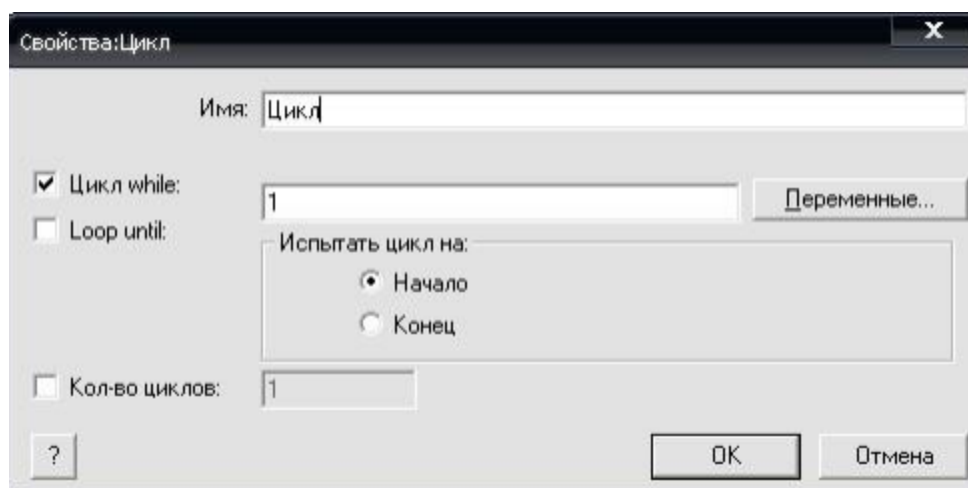 Свойства:Цикл x
Имя: Цикл
Цикл while: 1 Переменные...
Loop until:
Испытать цикл на:
Начало
Конец
Кол-во циклов: 1
? OK Отмена